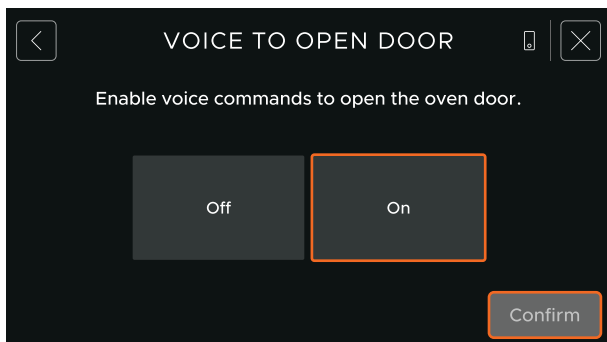 VOICE TO OPEN DOOR
Enable voice commands to open the oven door.
Off
On
Confirm